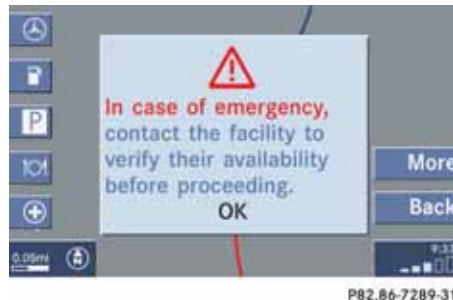 In case of emergency,
contact the facility to
verify their availability
before proceeding.
OK
P
More
Back
0.05mi
P82.86-7289-31